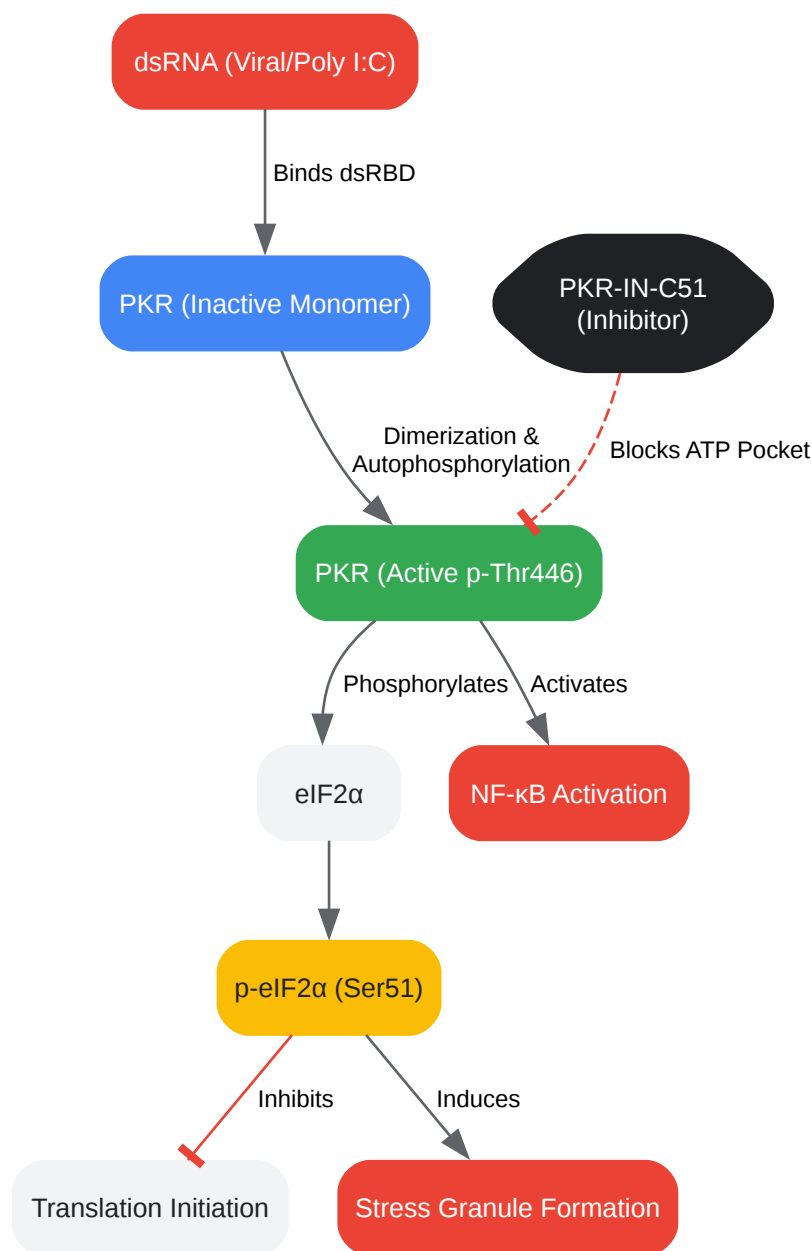 dsRNA (Viral/Poly I:C)
Binds dsRBD
PKR (Inactive Monomer)
PKR-IN-C51
(Inhibitor)
Dimerization &
Autophosphorylation
Blocks ATP Pocket
PKR (Active p-Thr446)
Phosphorylates
Activates
eIF2α
NF-κB Activation
p-eIF2α (Ser51)
Inhibits
Induces
Translation Initiation
Stress Granule Formation